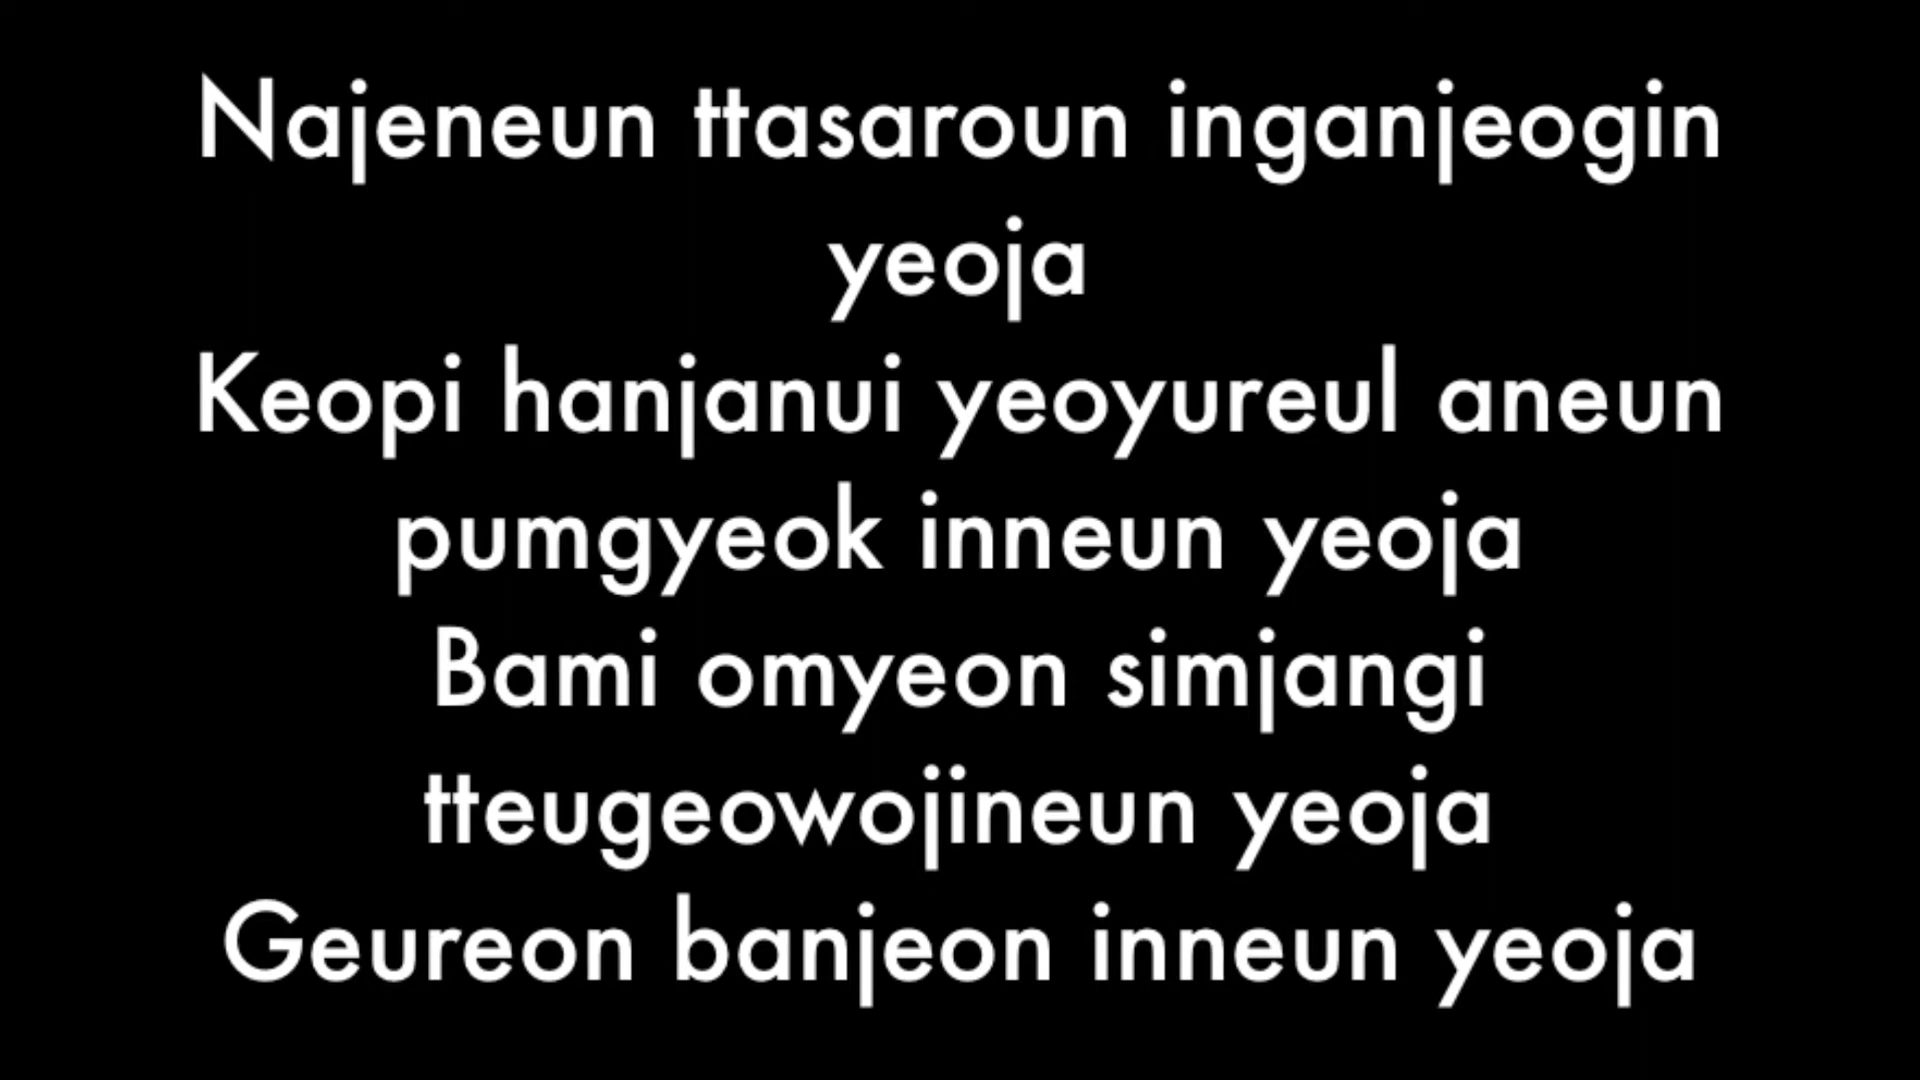 Najeneun ttasaroun inganjeogin
yeoja
Keopi hanjanui yeoyureul aneun
pumgyeok inneun yeoja
Bami omyeon simjangi
tteugeowojineun yeoja
Geureon banjeon inneun yeoja